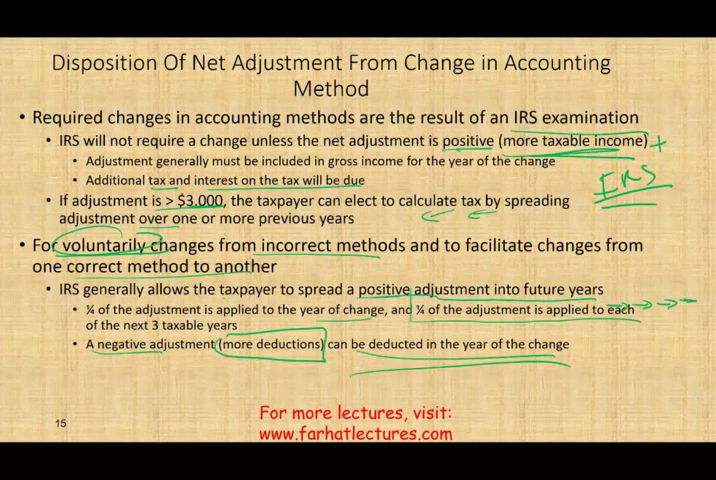 Disposition Of Net Adjustment From Change in Accounting
Method
• Required changes in accounting methods are the result of an IRS examination
• IRS will not require a change unless the net adjustment is positive (more taxable income) +
• Adjustment generally must be included in gross income for the year of the change
• Additional tax and interest on the tax will be due
IRS
• If adjustment is > $3,000, the taxpayer can elect to calculate tax by spreading
adjustment over one or more previous years
• For voluntarily changes from incorrect methods and to facilitate changes from
one correct method to another
• IRS generally allows the taxpayer to spread a positive adjustment into future years
• ¼ of the adjustment is applied to the year of change, and ¼ of the adjustment is applied to each
of the next 3 taxable years
• A negative adjustment (more deductions) can be deducted in the year of the change
For more lectures, visit:
15
www.farhatlectures.com